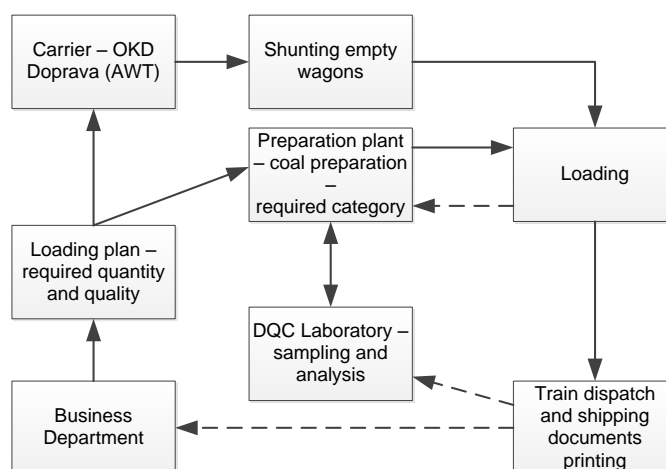 Carrier – OKD
Doprava (AWT)
Shunting empty
wagons
Preparation plant
– coal preparation
–
required category
Loading
Loading plan –
required quantity
and quality
DQC Laboratory –
sampling and
analysis
Business
Department
Train dispatch
and shipping
documents
printing